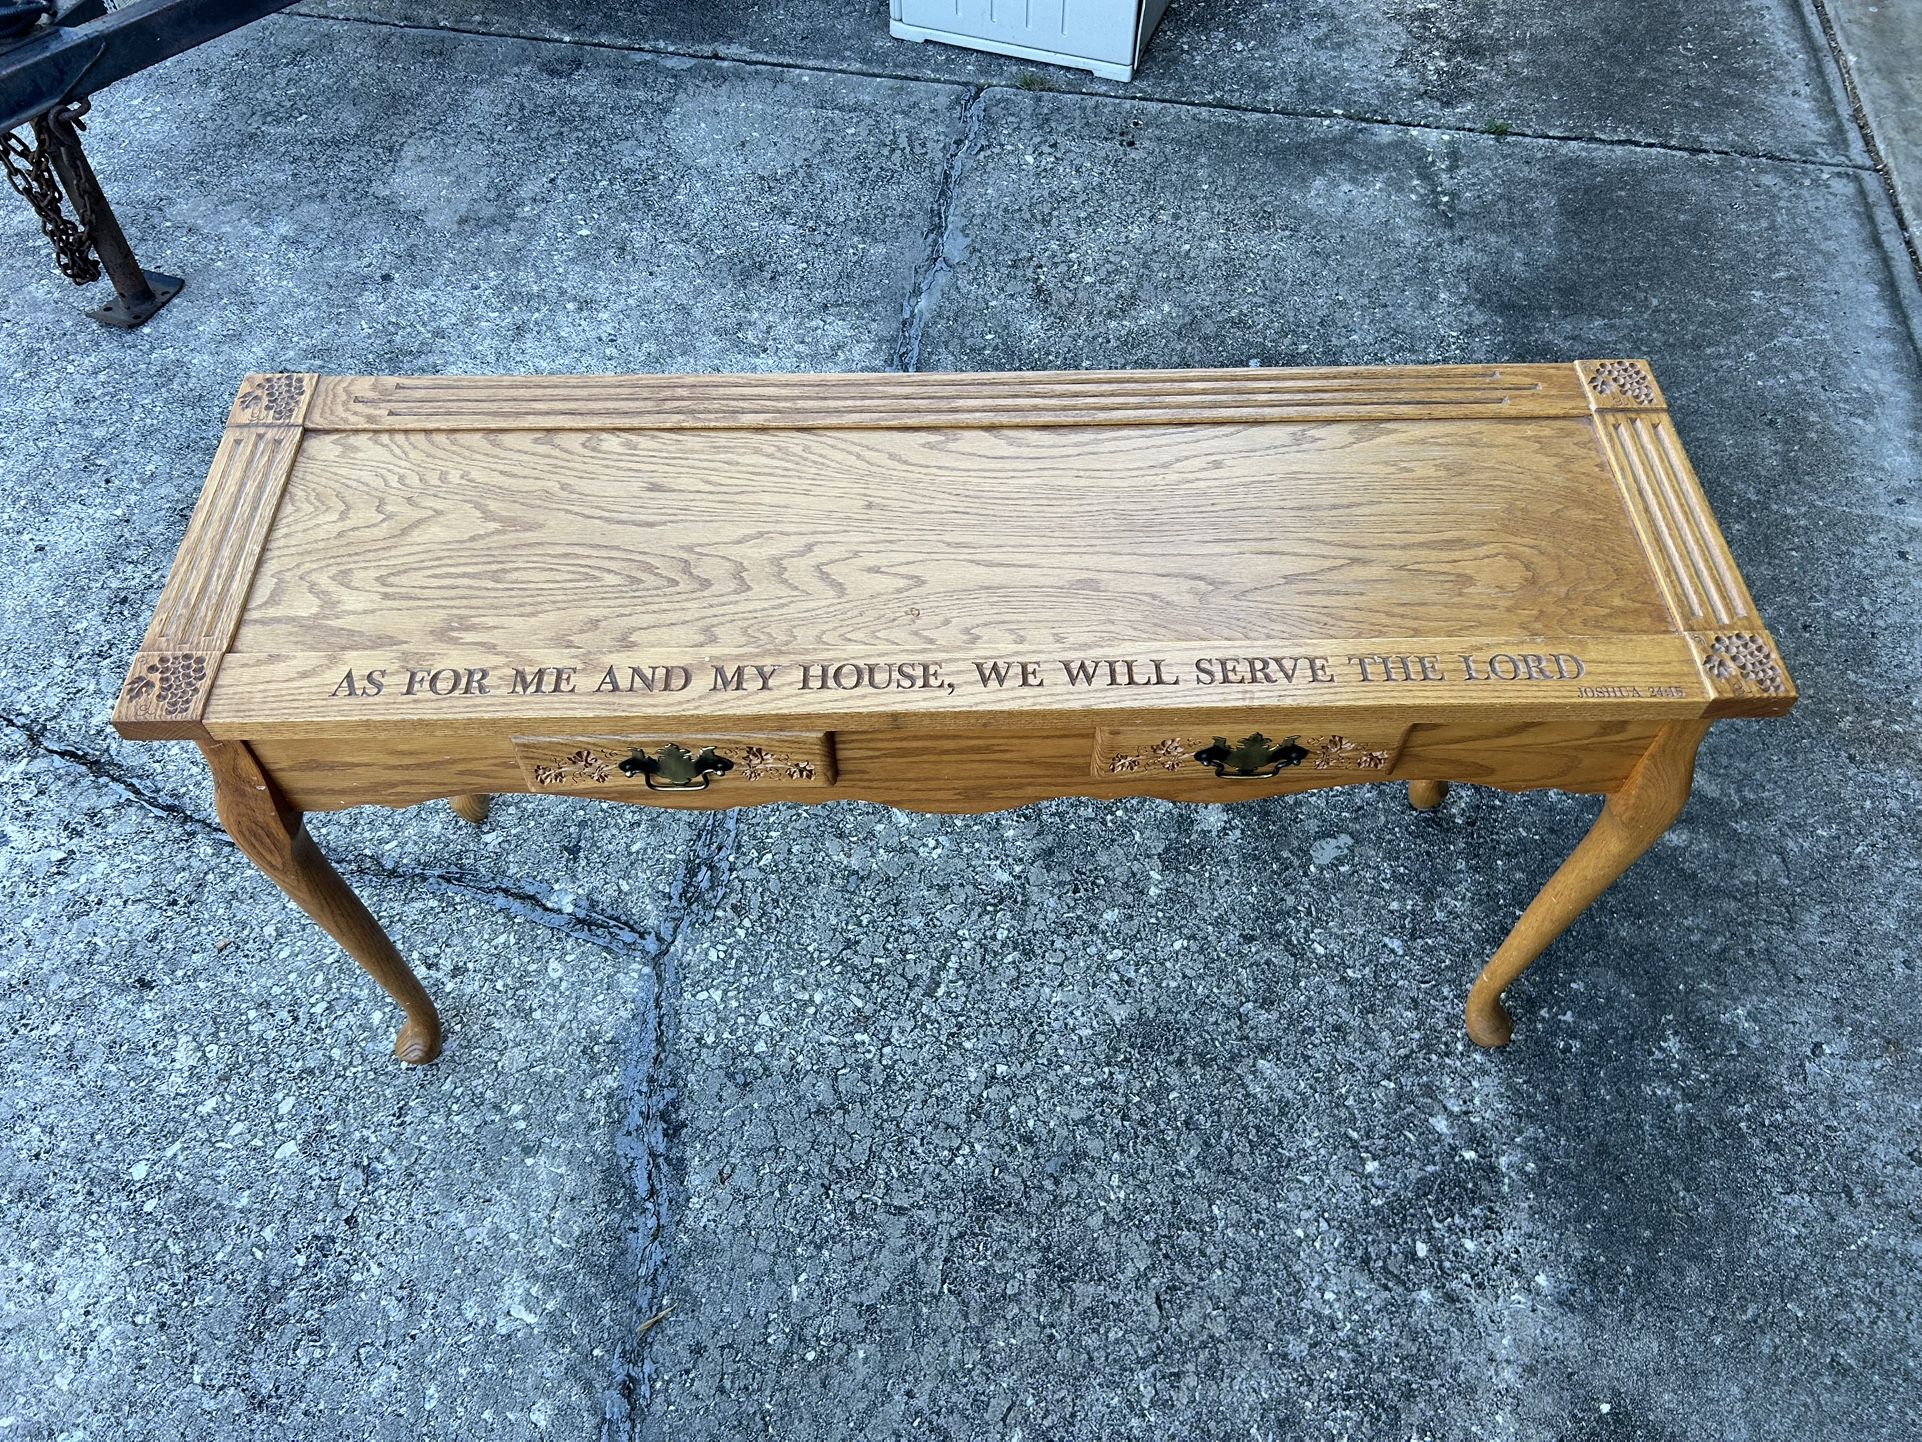 AS FOR ME AND MY HOUSE, WE WILL SERVE THE LORD
JOSHUA 24:15